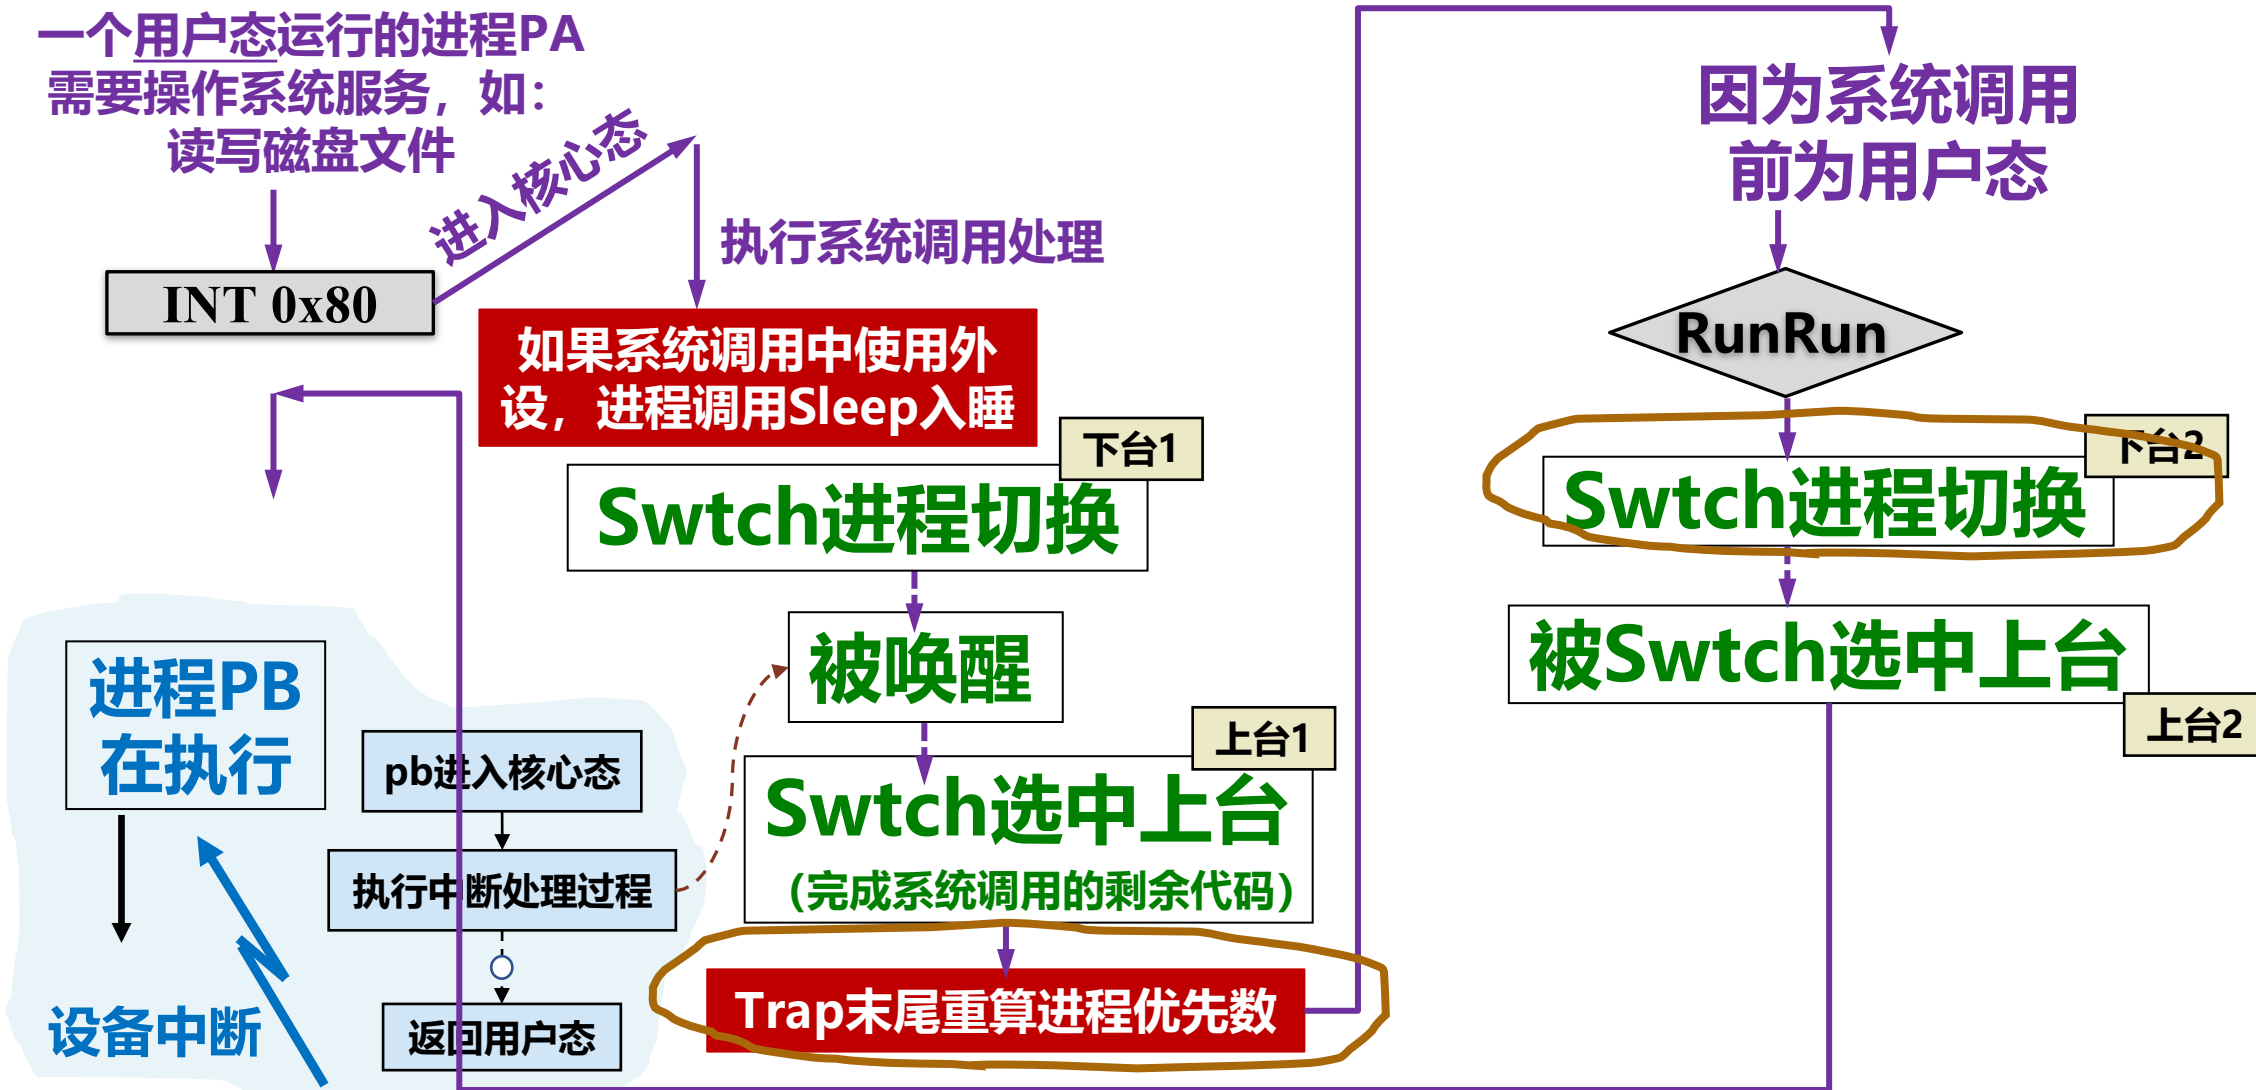 一个用户态运行的进程PA
需要操作系统服务，如：
读写磁盘文件
INT 0x80
进入核心态
执行系统调用处理
如果系统调用中使用外
设，进程调用Sleep入睡
下台1
Swtch进程切换
被唤醒
上台1
Swtch选中上台
（完成系统调用的剩余代码）
Trap末尾重算进程优先数
进程PB
在执行
设备中断
pb进入核心态
执行中断处理过程
返回用户态
因为系统调用
前为用户态
RunRun
下台2
Swtch进程切换
被Swtch选中上台
上台2